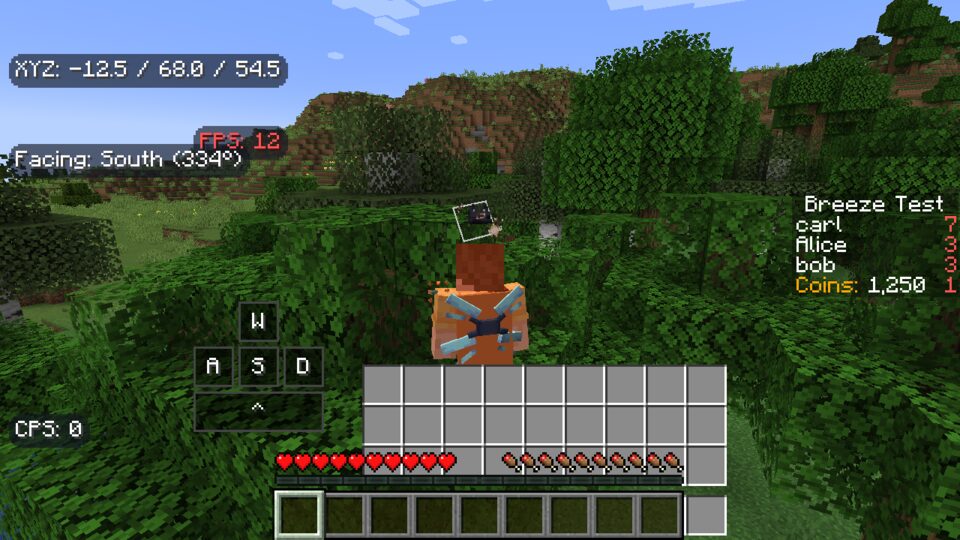 XYZ: -12.5 / 68.0 / 54.5
FPS: 12
Facing: South (334°)
Breeze Test
carl 7
Alice 3
bob 3
Coins: 1,250 1
W
A S D
^
CPS: 0